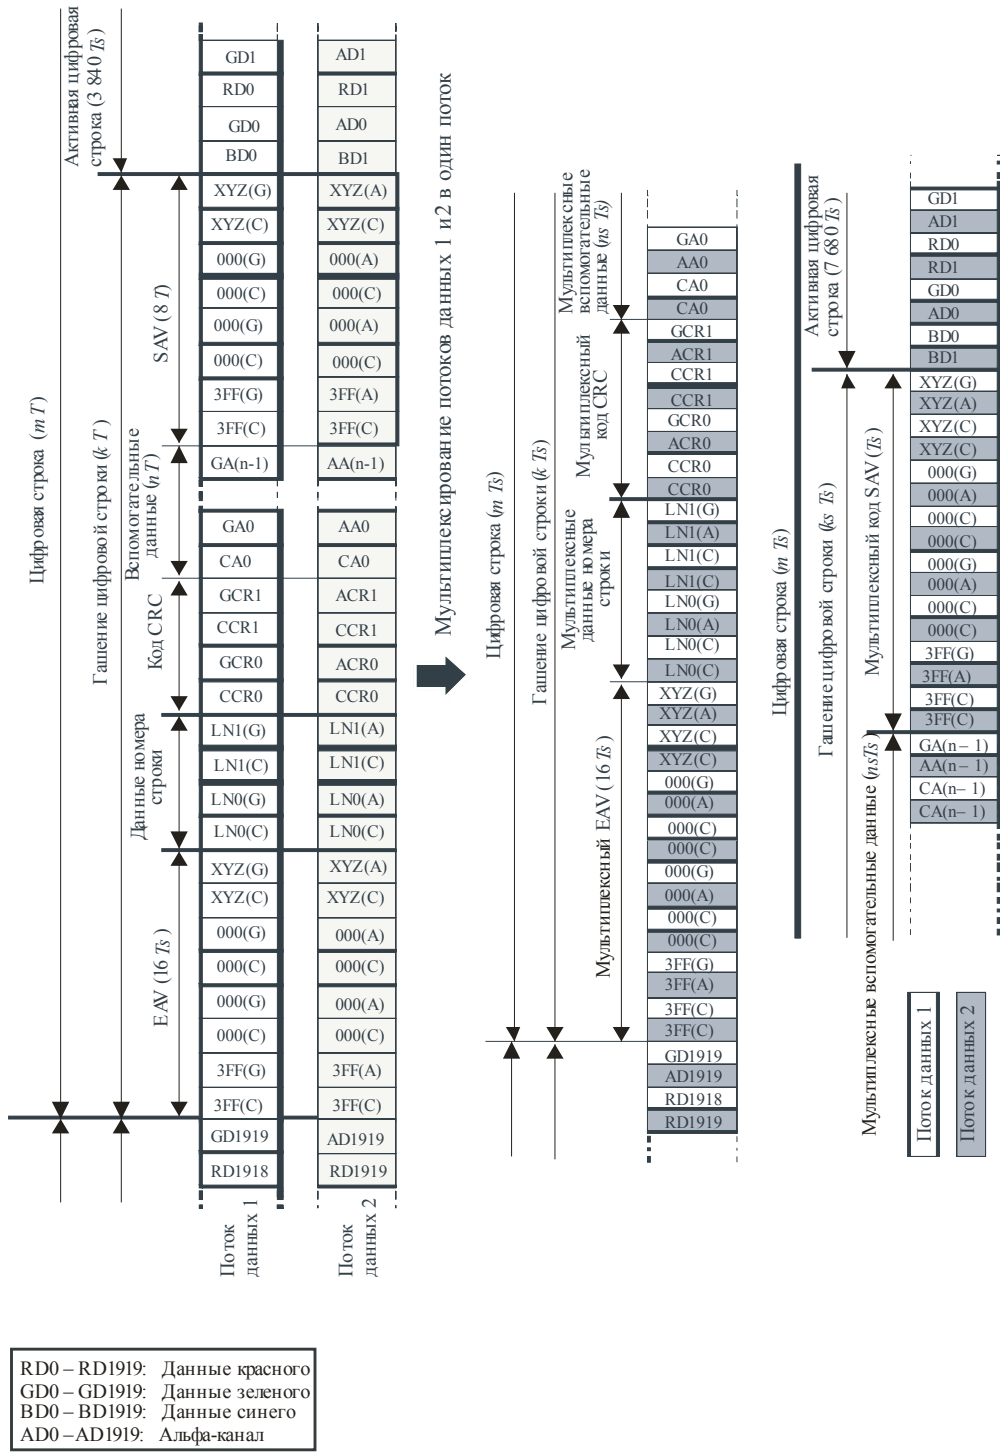 Цифровая строка (m T)
Гашение цифровой строки (k T)
Активная цифровая
строка (3 840 Ts)
SAV (8 T)
Вспомогательные
данные (n T)
Код CRC
Данные номера
строки
EAV (16 Ts)
GD1
RD0
GD0
BD0
XYZ(G)
XYZ(C)
000(G)
000(C)
000(G)
000(C)
3FF(G)
3FF(C)
GA(n-1)
GA0
CA0
GCR1
CCR1
GCR0
CCR0
LN1(G)
LN1(C)
LN0(G)
LN0(C)
XYZ(G)
XYZ(C)
000(G)
000(C)
000(G)
000(C)
3FF(G)
3FF(C)
GD1919
RD1918
Поток
данных 1
AD1
RD1
AD0
BD1
XYZ(A)
XYZ(C)
000(A)
000(C)
000(A)
000(C)
3FF(A)
3FF(C)
AA(n-1)
AA0
CA0
ACR1
CCR1
ACR0
CCR0
LN1(A)
LN1(C)
LN0(A)
LN0(C)
XYZ(A)
XYZ(C)
000(A)
000(C)
000(A)
000(C)
3FF(A)
3FF(C)
AD1919
RD1919
Поток
данных 2
Мультиплексирование потоков данных 1 и 2 в один поток
Цифровая строка (m Ts)
Гашение цифровой строки (k Ts)
Мультиплексные
вспомогательные
данные (ns Ts)
Мультиплексный
код CRC
Мультиплексные
данные номера
строки
Мультиплексный EAV (16 Ts)
GA0
AA0
CA0
CA0
GCR1
ACR1
CCR1
CCR1
GCR0
ACR0
CCR0
CCR0
LN1(G)
LN1(A)
LN1(C)
LN1(C)
LN0(G)
LN0(A)
LN0(C)
LN0(C)
XYZ(G)
XYZ(A)
XYZ(C)
XYZ(C)
000(G)
000(A)
000(C)
000(C)
000(G)
000(A)
000(C)
000(C)
3FF(G)
3FF(A)
3FF(C)
3FF(C)
GD1919
AD1919
RD1918
RD1919
Цифровая строка (m Ts)
Гашение цифровой строки (ks Ts)
Активная цифровая
строка (7 680 Ts)
Мультиплексный код SAV (Ts)
Мультиплексные вспомогательные данные (nsTs)
GD1
AD1
RD0
RD1
GD0
AD0
BD0
BD1
XYZ(G)
XYZ(A)
XYZ(C)
XYZ(C)
000(G)
000(A)
000(C)
000(C)
000(G)
000(A)
000(C)
000(C)
3FF(G)
3FF(A)
3FF(C)
3FF(C)
GA(n – 1)
AA(n – 1)
CA(n – 1)
CA(n – 1)
Поток данных 1
Поток данных 2
RD0 – RD1919: Данные красного
GD0 – GD1919: Данные зеленого
BD0 – BD1919: Данные синего
AD0 – AD1919: Альфа-канал